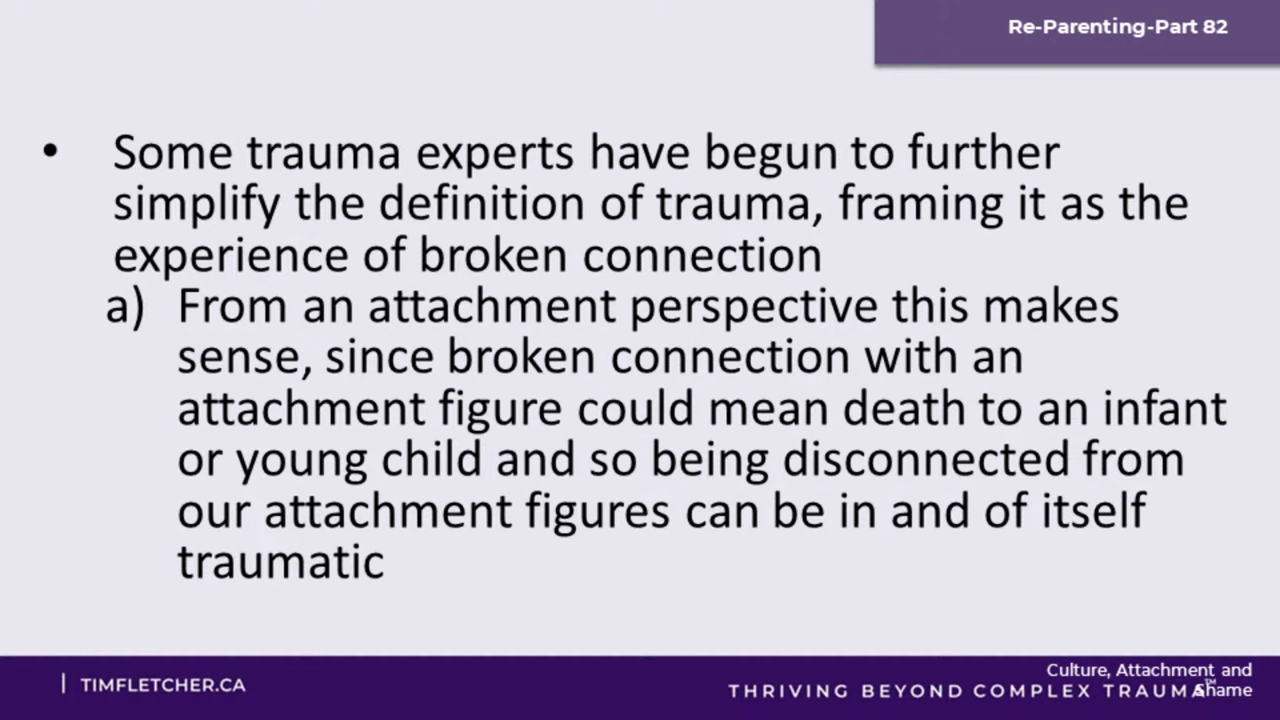 Re-Parenting-Part 82
• Some trauma experts have begun to further
simplify the definition of trauma, framing it as the
experience of broken connection
a) From an attachment perspective this makes
sense, since broken connection with an
attachment figure could mean death to an infant
or young child and so being disconnected from
our attachment figures can be in and of itself
traumatic
| TIMFLETCHER.CA
Culture, Attachment and
Shame
THRIVING BEYOND COMPLEX TRAUMA™